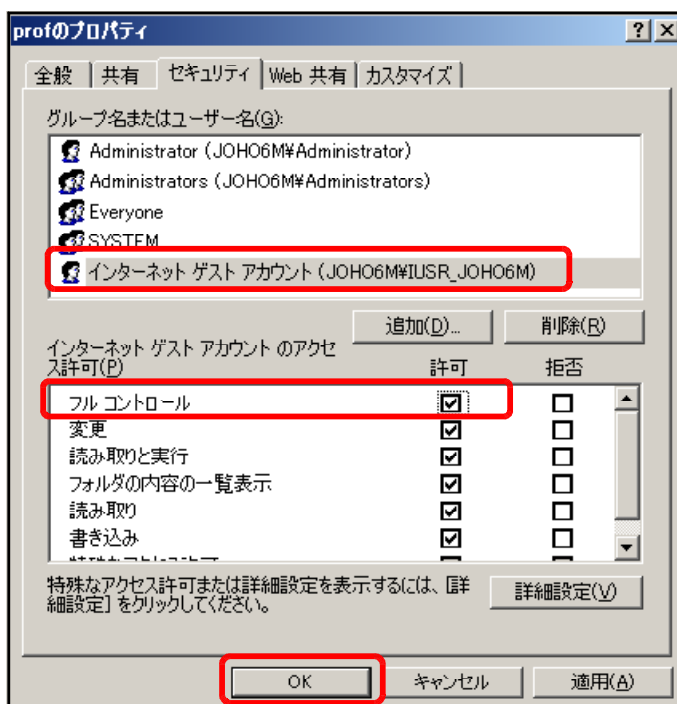 profのプロパティ
全般 共有 セキュリティ Web 共有 カスタマイズ
グループ名またはユーザー名(G):
Administrator (JOHO6M¥Administrator)
Administrators (JOHO6M¥Administrators)
Everyone
SYSTEM
インターネット ゲスト アカウント (JOHO6M¥IUSR_JOHO6M)
追加(D)... 削除(R)
インターネット ゲスト アカウント のアクセ
ス許可(P) 許可 拒否
フル コントロール
変更
読み取りと実行
フォルダの内容の一覧表示
読み取り
書き込み
特殊なアクセス許可または詳細設定を表示するには、[詳
細設定] をクリックしてください。
詳細設定(V)
OK キャンセル 適用(A)